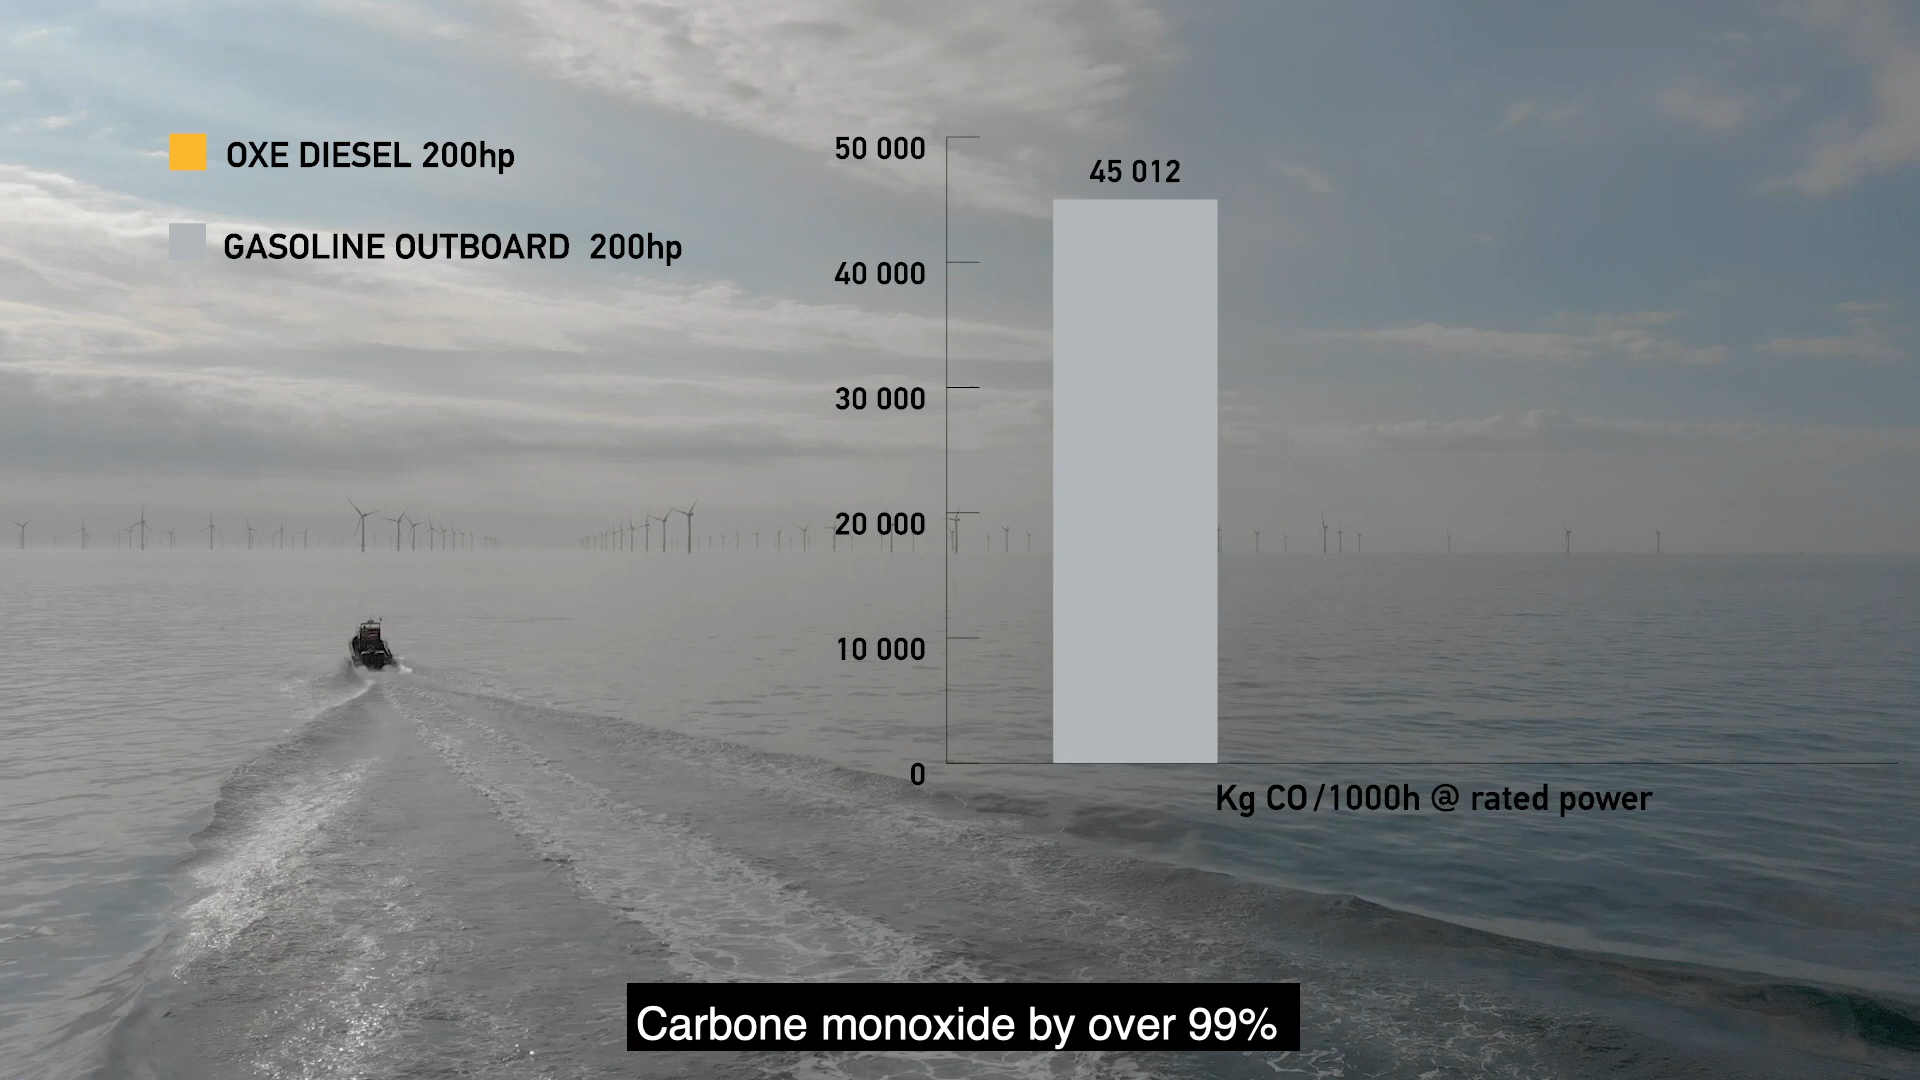 OXE DIESEL 200hp
GASOLINE OUTBOARD 200hp
50 000
45 012
40 000
30 000
20 000
10 000
0
Kg CO/1000h @ rated power
Carbone monoxide by over 99%